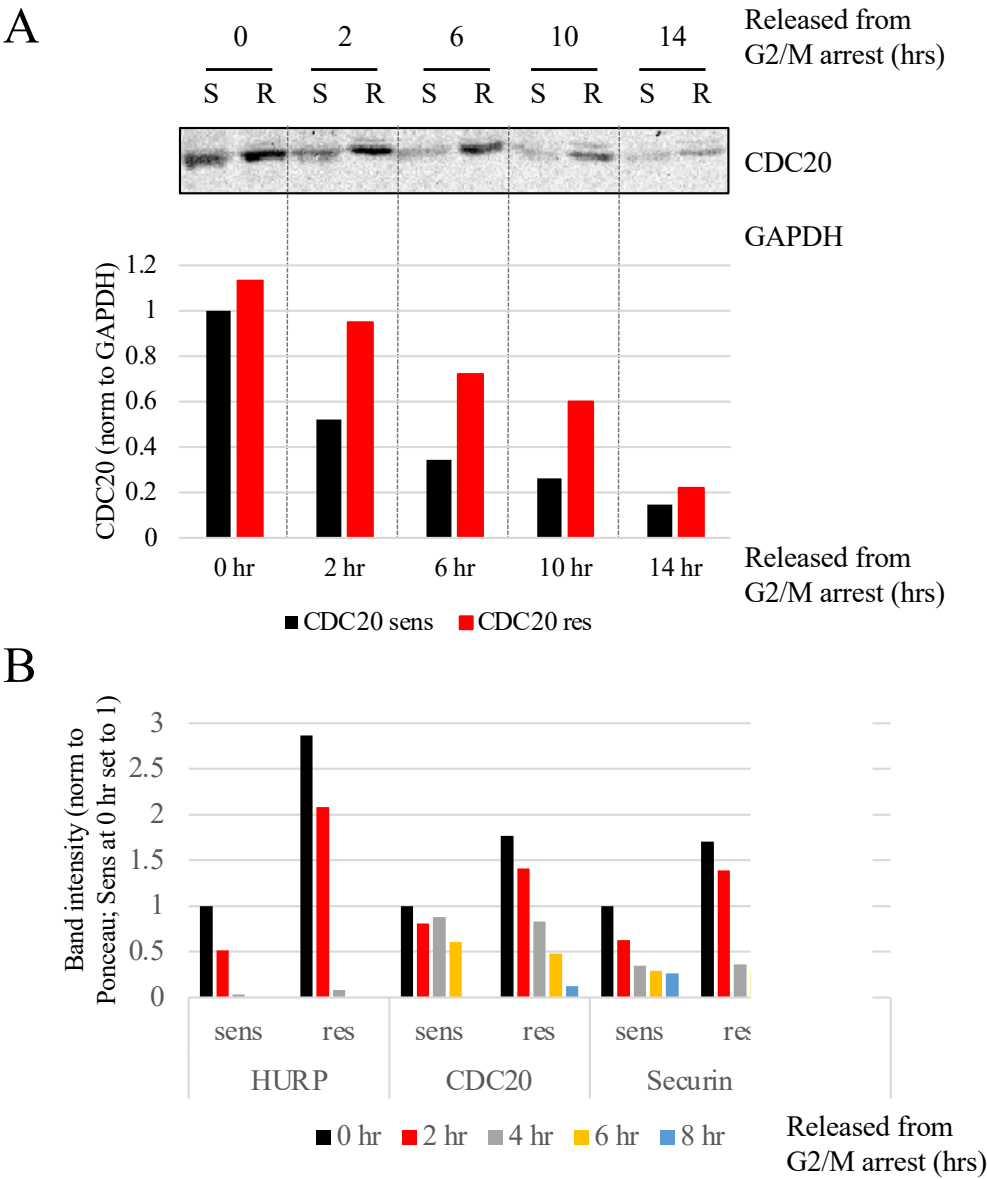 A
0 2 6 10 14
Released from
G2/M arrest (hrs)
S R S R S R S R S R
CDC20
GAPDH
CDC20 (norm to GAPDH)
1.2
1
0.8
0.6
0.4
0.2
0
0 hr 2 hr 6 hr 10 hr 14 hr
Released from
G2/M arrest (hrs)
CDC20 sens CDC20 res
B
Band intensity (norm to
Ponceau; Sens at 0 hr set to 1)
3
2.5
2
1.5
1
0.5
0
sens res sens res sens res
HURP CDC20 Securin
0 hr 2 hr 4 hr 6 hr 8 hr
Released from
G2/M arrest (hrs)